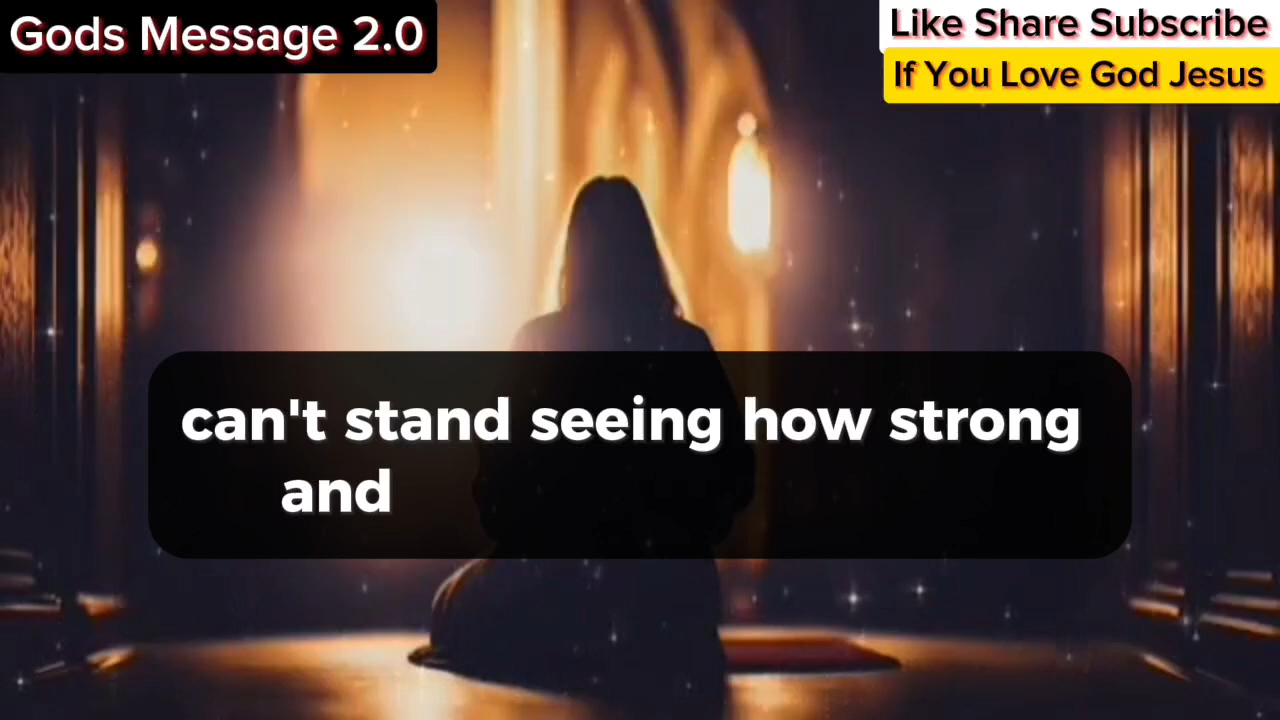 Gods Message 2.0
Like Share Subscribe
If You Love God Jesus
can't stand seeing how strong
and